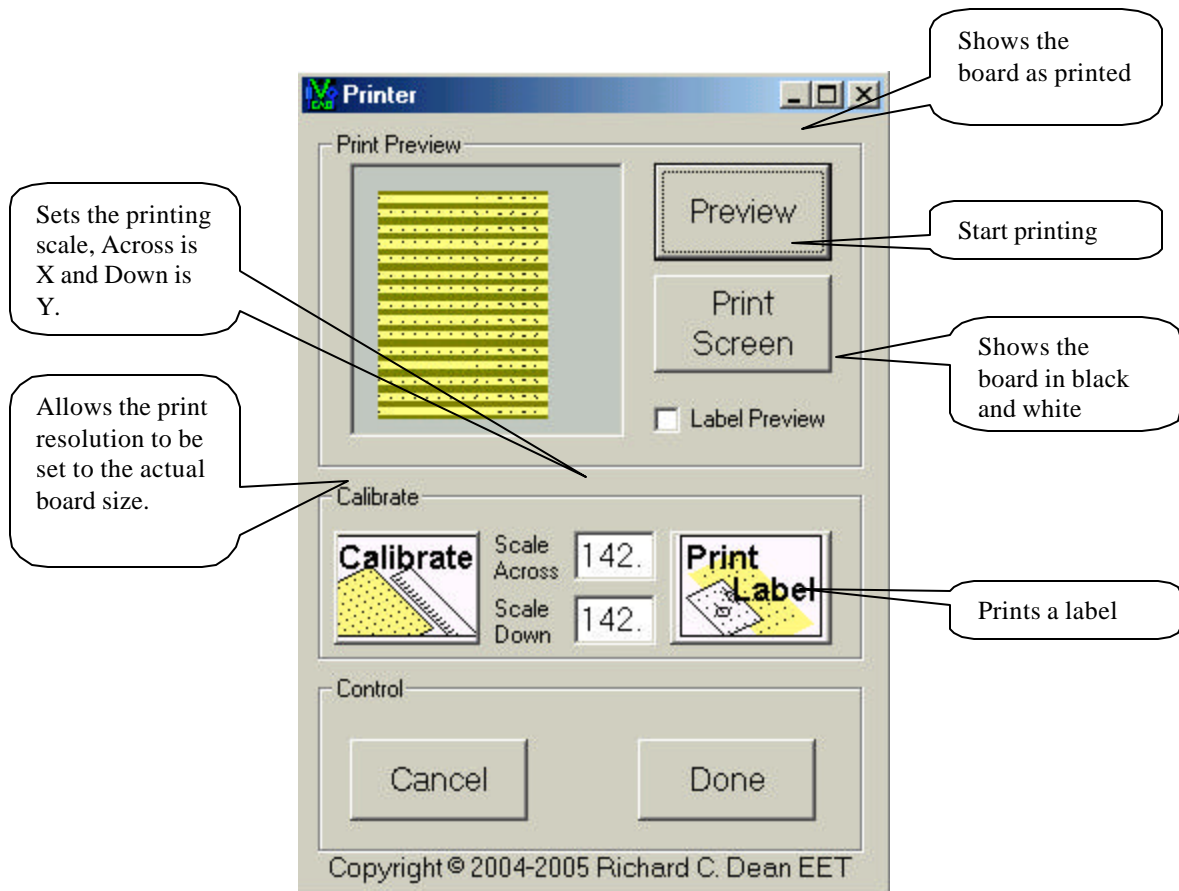 Shows the
board as printed
Printer
Print Preview
Sets the printing
scale, Across is
X and Down is
Y.
Preview
Start printing
Print
Screen
Shows the
board in black
and white
Label Preview
Allows the print
resolution to be
set to the actual
board size.
Calibrate
Calibrate
Scale
Across
142.
Scale
Down
142.
Print
Label
Prints a label
Control
Cancel
Done
Copyright © 2004-2005 Richard C. Dean EET